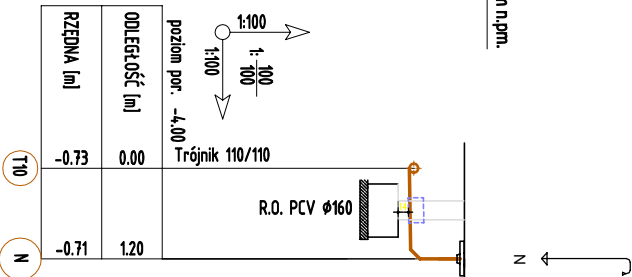 n n.pm.
1:100
1: 100/100
1:100
poziom por. -4.00
ODLEGŁOŚĆ [m]
0.00
1.20
RZĘDNA [m]
-0.73
-0.71
Trójnik 110/110
R.O. PCV ϕ160
T10
N
N